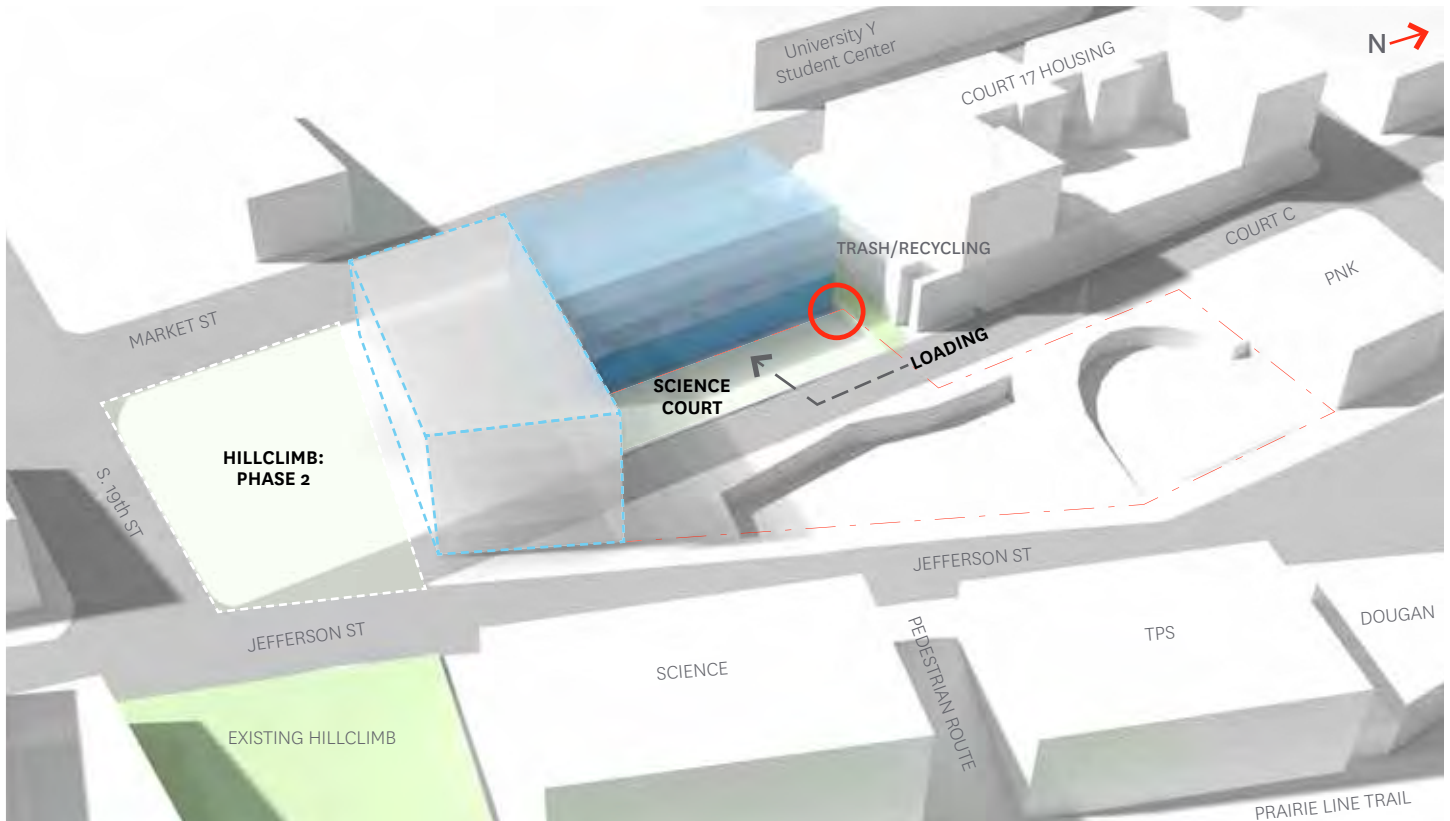 University Y
Student Center
N
COURT 17 HOUSING
TRASH/RECYCLING
COURT C
PNK
MARKET ST
LOADING
SCIENCE
COURT
HILLCLIMB:
PHASE 2
S. 19th ST
JEFFERSON ST
JEFFERSON ST
PEDESTRIAN ROUTE
DOUGAN
TPS
SCIENCE
EXISTING HILLCLIMB
PRAIRIE LINE TRAIL